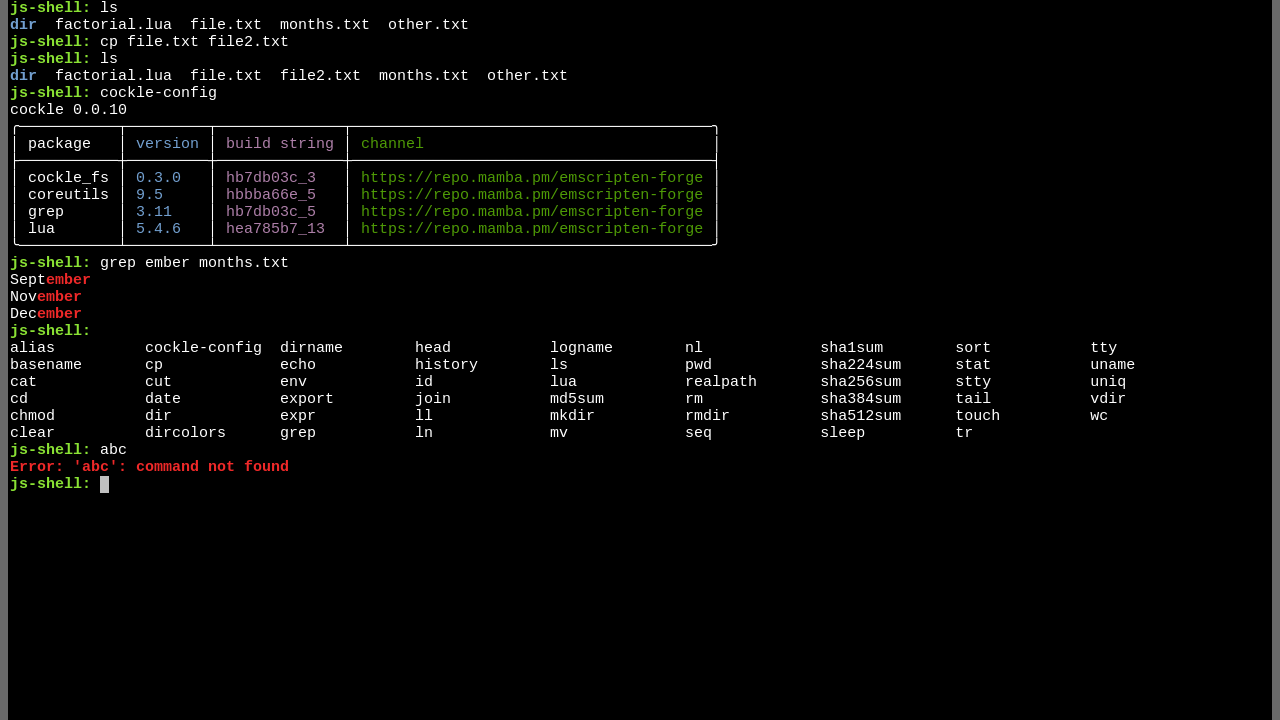 js-shell: ls
dir  factorial.lua  file.txt  months.txt  other.txt
js-shell: cp file.txt file2.txt
js-shell: ls
dir  factorial.lua  file.txt  file2.txt  months.txt  other.txt
js-shell: cockle-config
cockle 0.0.10
package version build string channel
cockle_fs 0.3.0 hb7db03c_3 https://repo.mamba.pm/emscripten-forge
coreutils 9.5 hbbba66e_5 https://repo.mamba.pm/emscripten-forge
grep 3.11 hb7db03c_5 https://repo.mamba.pm/emscripten-forge
lua 5.4.6 hea785b7_13 https://repo.mamba.pm/emscripten-forge
js-shell: grep ember months.txt
September
November
December
js-shell:
alias cockle-config dirname head logname nl sha1sum sort tty
basename cp echo history ls pwd sha224sum stat uname
cat cut env id lua realpath sha256sum stty uniq
cd date export join md5sum rm sha384sum tail vdir
chmod dir expr ll mkdir rmdir sha512sum touch wc
clear dircolors grep ln mv seq sleep tr
js-shell: abc
Error: 'abc': command not found
js-shell: